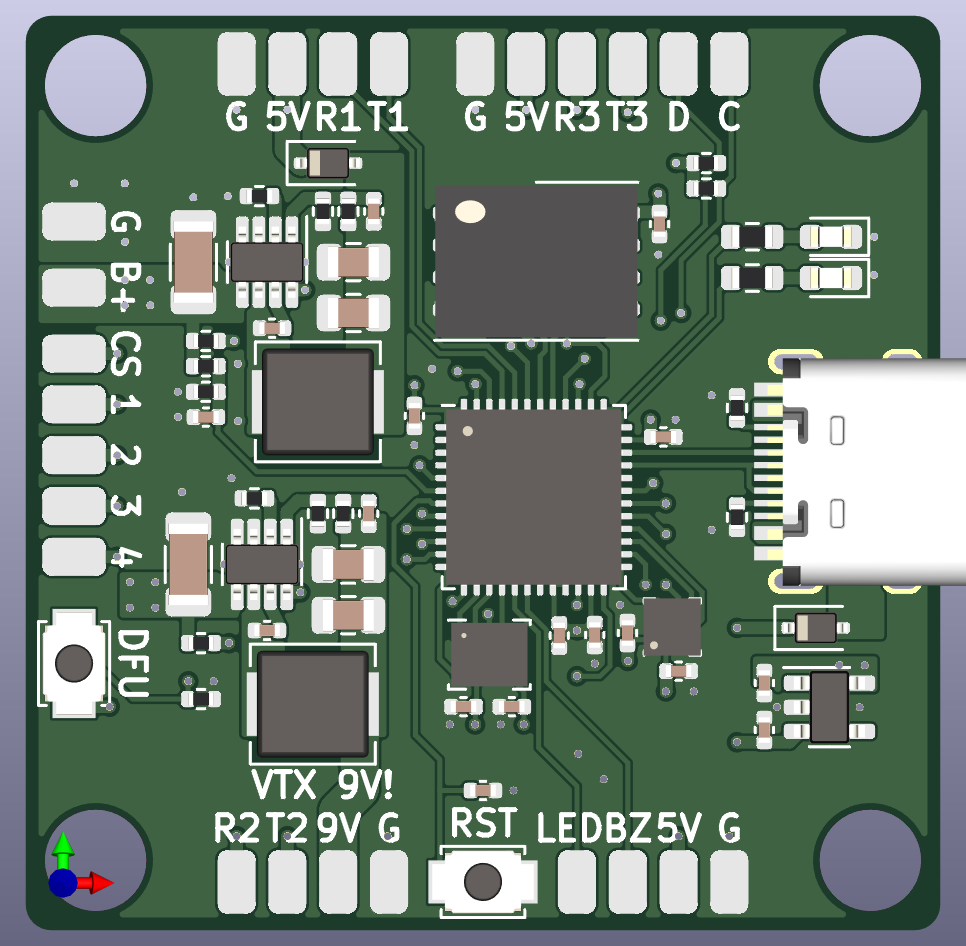 G 5V R1 T1 G 5V R3 T3 D C
G
B+
CS
1
2
3
4
DFU
VTX 9V!
R2 T2 9V G RST LED BZ 5V G